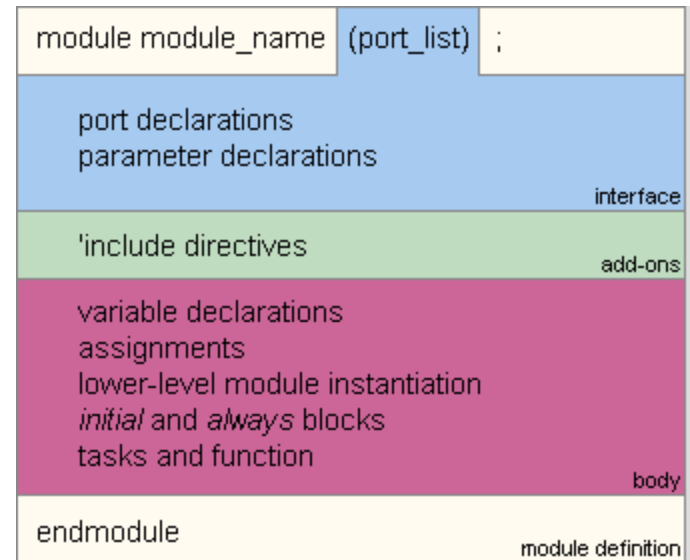 module module_name (port_list) ;
port declarations
parameter declarations
interface
'include directives
add-ons
variable declarations
assignments
lower-level module instantiation
initial and always blocks
tasks and function
body
endmodule
module definition